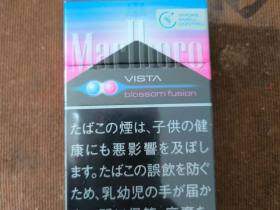 Marlboro
VISTA
blossom fusion
たばこの煙は、子供の健
康にも悪影響を及ぼし
ます。たばこの誤飲を防ぐ
ため、乳幼児の手が届か